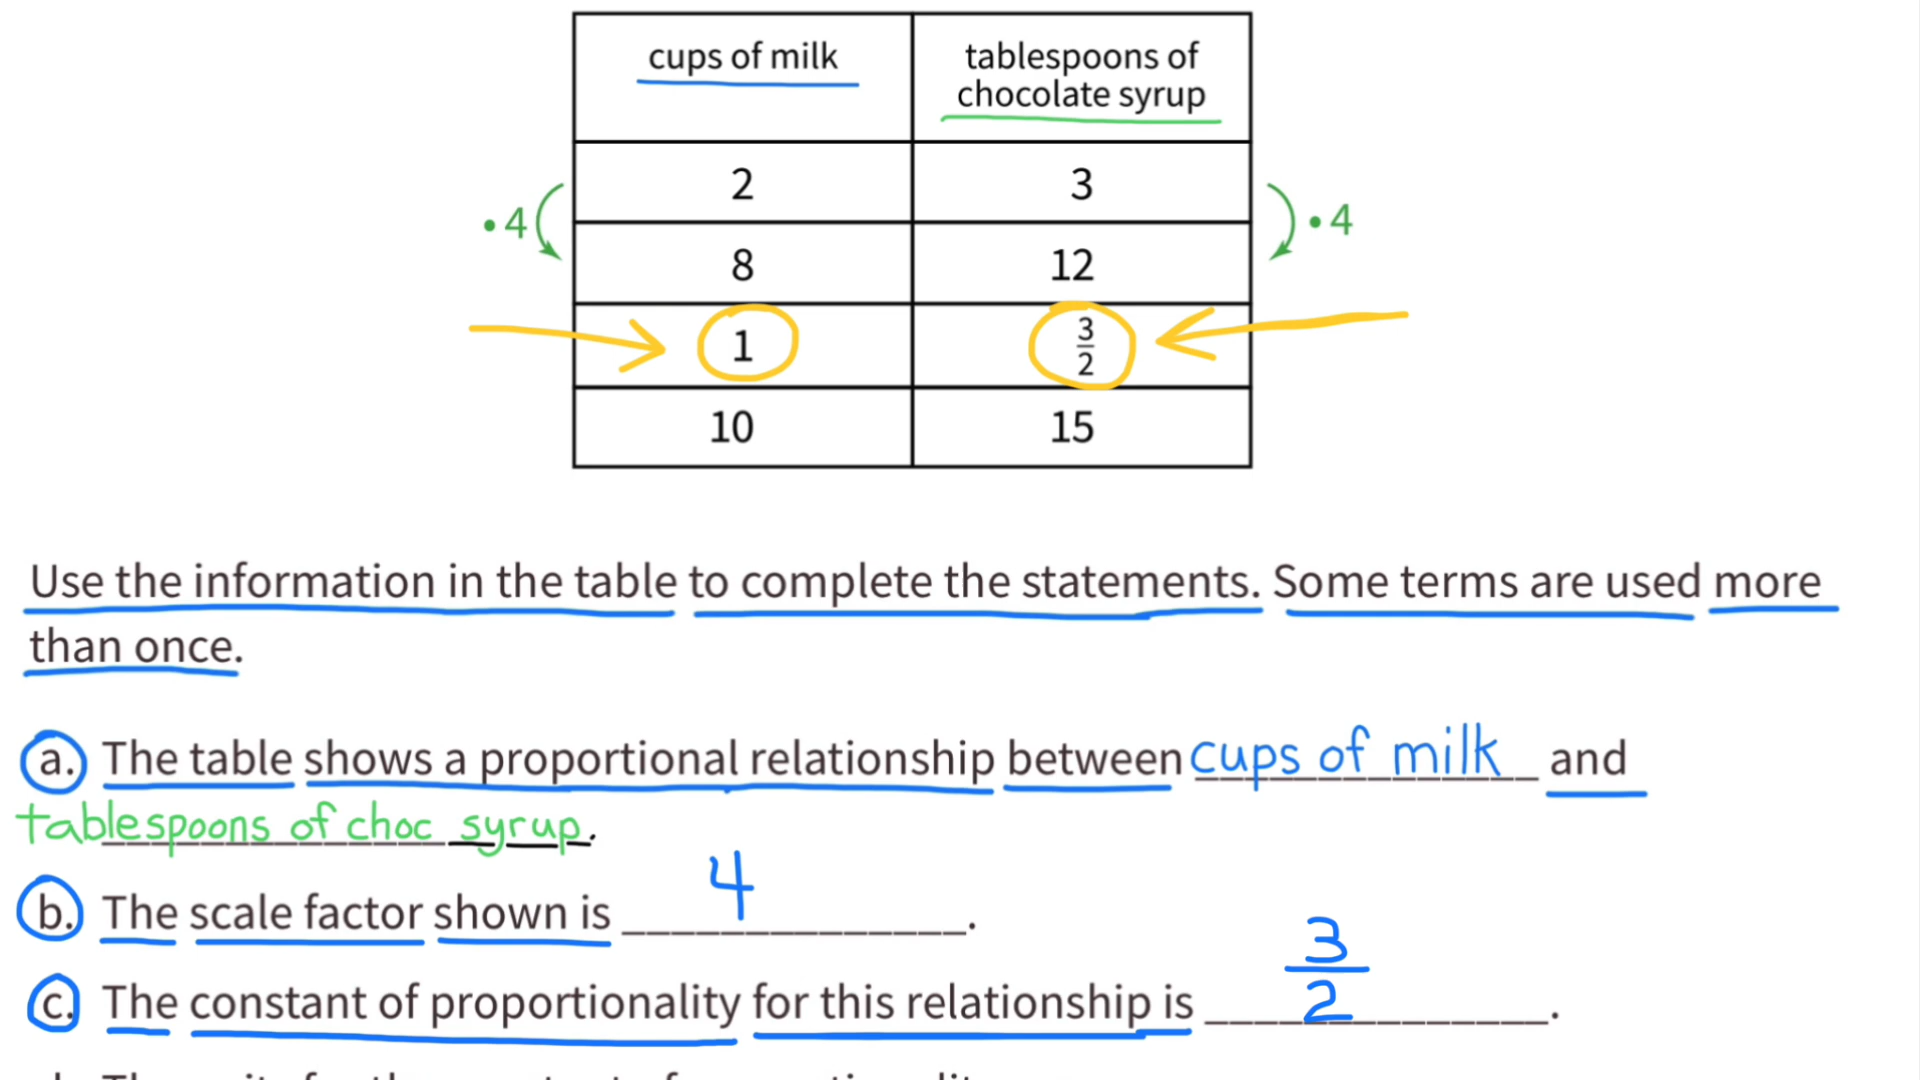 cups of milk
tablespoons of
chocolate syrup
2 3
• 4 • 4
8 12
1 3/2
10 15
Use the information in the table to complete the statements. Some terms are used more
than once.
a. The table shows a proportional relationship between cups of milk and
tablespoons of choc syrup.
b. The scale factor shown is 4.
c. The constant of proportionality for this relationship is 3/2.